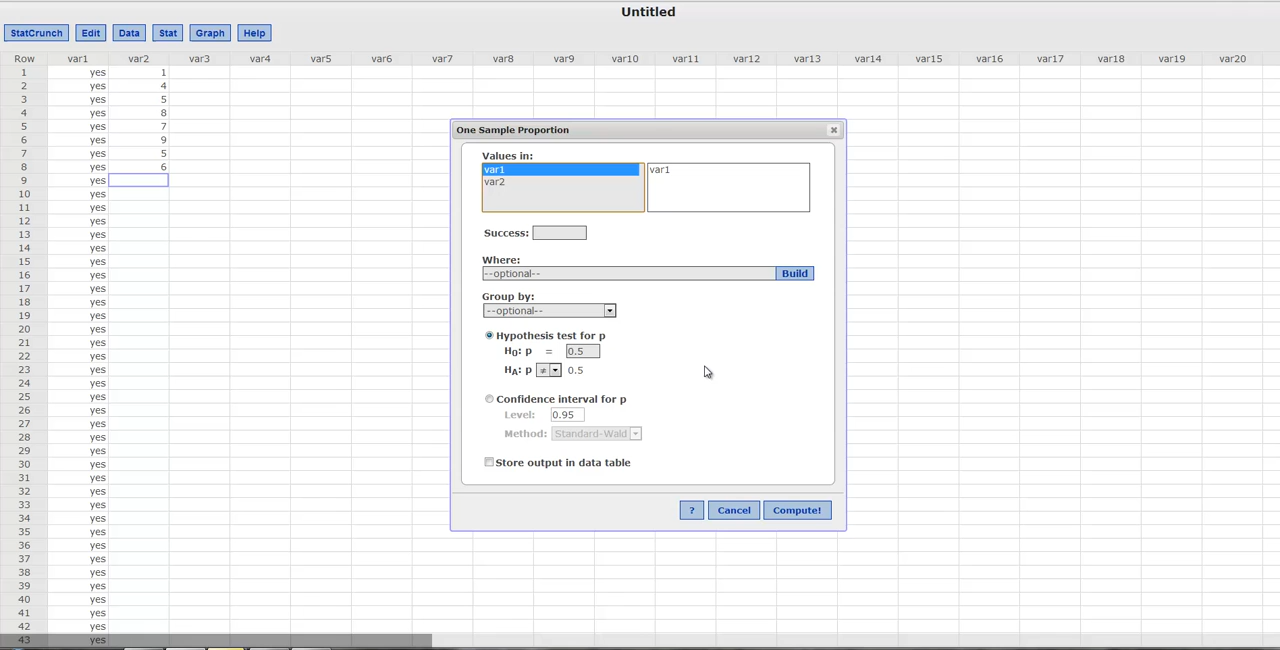 Untitled
StatCrunch Edit Data Stat Graph Help
Row var1 var2 var3 var4 var5 var6 var7 var8 var9 var10 var11 var12 var13 var14 var15 var16 var17 var18 var19 var20
1 yes 1
2 yes 4
3 yes 5
4 yes 8
5 yes 7
6 yes 9
7 yes 5
8 yes 6
9 yes
10 yes
11 yes
12 yes
13 yes
14 yes
15 yes
16 yes
17 yes
18 yes
19 yes
20 yes
21 yes
22 yes
23 yes
24 yes
25 yes
26 yes
27 yes
28 yes
29 yes
30 yes
31 yes
32 yes
33 yes
34 yes
35 yes
36 yes
37 yes
38 yes
39 yes
40 yes
41 yes
42 yes
43 yes
One Sample Proportion
Values in:
var1 var1
var2
Success:
Where:
--optional-- Build
Group by:
--optional--
Hypothesis test for p
H0: p = 0.5
HA: p ≠ 0.5
Confidence interval for p
Level: 0.95
Method: Standard-Wald
Store output in data table
? Cancel Compute!